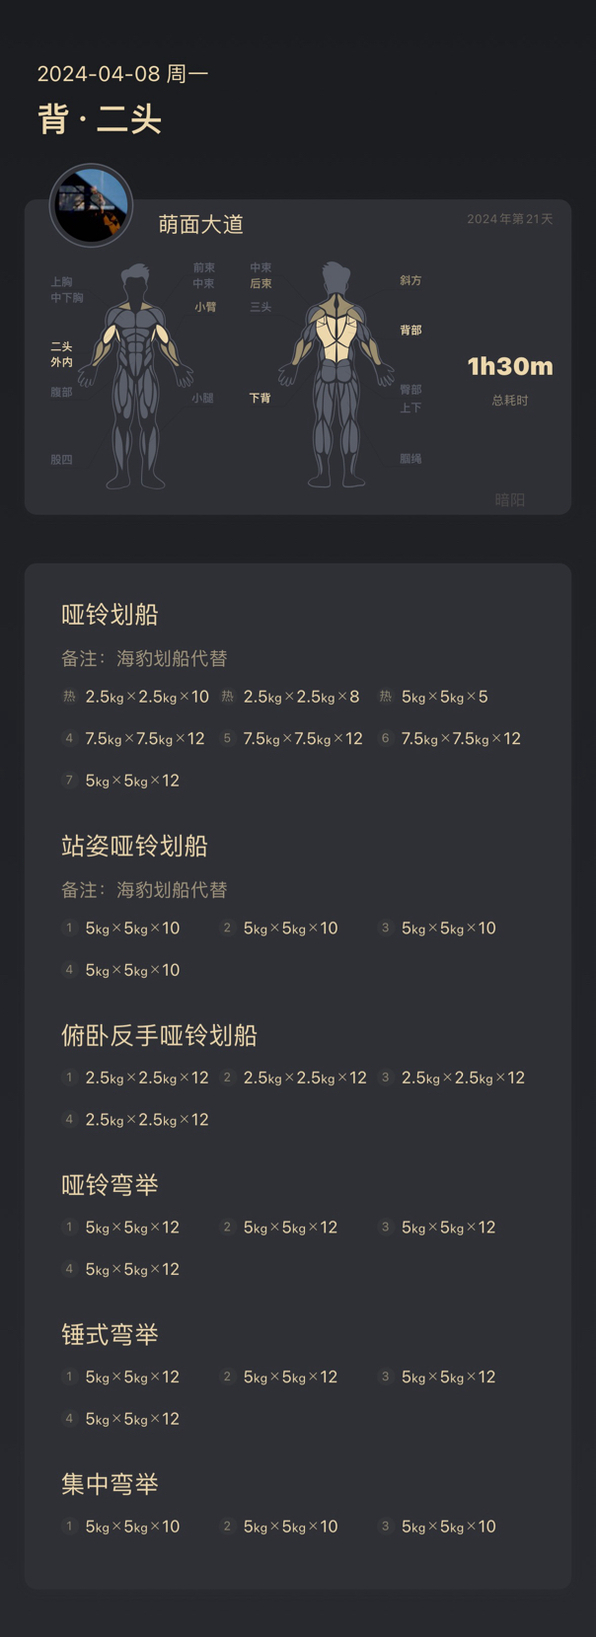 2024-04-08 周一
背 · 二头
萌面大道
2024年第21天
上胸
中下胸
前束
中束
小臂
二头
外内
腹部
小腿
股四
中束
后束
三头
斜方
背部
下背
臀部
上下
腘绳
1h30m
总耗时
暗阳
哑铃划船
备注：海豹划船代替
热 2.5kg×2.5kg×10 热 2.5kg×2.5kg×8 热 5kg×5kg×5
4 7.5kg×7.5kg×12 5 7.5kg×7.5kg×12 6 7.5kg×7.5kg×12
7 5kg×5kg×12
站姿哑铃划船
备注：海豹划船代替
1 5kg×5kg×10 2 5kg×5kg×10 3 5kg×5kg×10
4 5kg×5kg×10
俯卧反手哑铃划船
1 2.5kg×2.5kg×12 2 2.5kg×2.5kg×12 3 2.5kg×2.5kg×12
4 2.5kg×2.5kg×12
哑铃弯举
1 5kg×5kg×12 2 5kg×5kg×12 3 5kg×5kg×12
4 5kg×5kg×12
锤式弯举
1 5kg×5kg×12 2 5kg×5kg×12 3 5kg×5kg×12
4 5kg×5kg×12
集中弯举
1 5kg×5kg×10 2 5kg×5kg×10 3 5kg×5kg×10